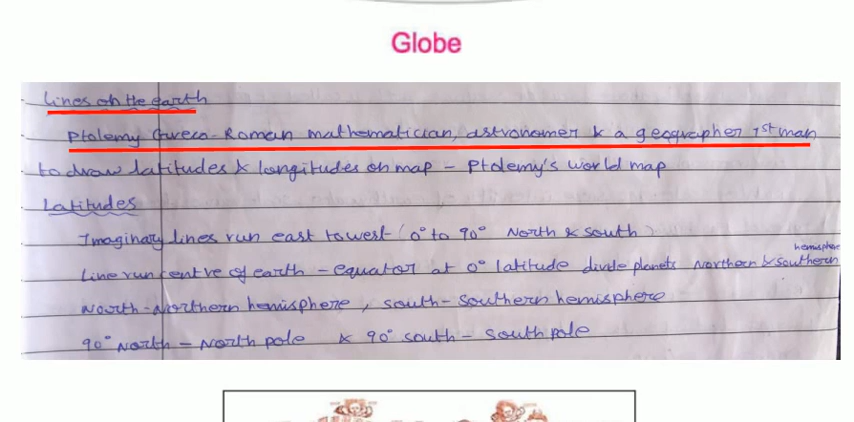 Globe
Lines on the earth
Ptolemy Greco-Roman mathematician, astronomer & a geographer 1st man
to draw latitudes & longitudes on map - Ptolemy's world map
Latitudes
Imaginary lines run east to west (0° to 90° North & south)
hemisphere
Line run centre of earth - equator at 0° latitude divide planets Northern & southern
North-Northern hemisphere, south-southern hemisphere
90° North - North pole & 90° south - south pole